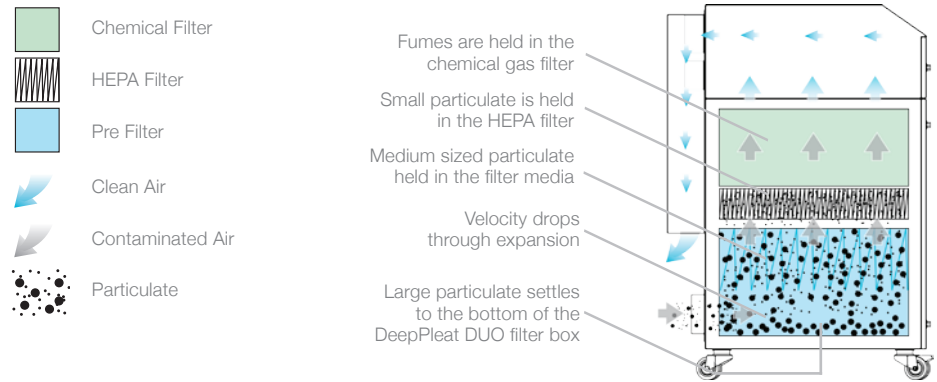 Chemical Filter
HEPA Filter
Pre Filter
Clean Air
Contaminated Air
Particulate
Fumes are held in the
chemical gas filter
Small particulate is held
in the HEPA filter
Medium sized particulate
held in the filter media
Velocity drops
through expansion
Large particulate settles
to the bottom of the
DeepPleat DUO filter box